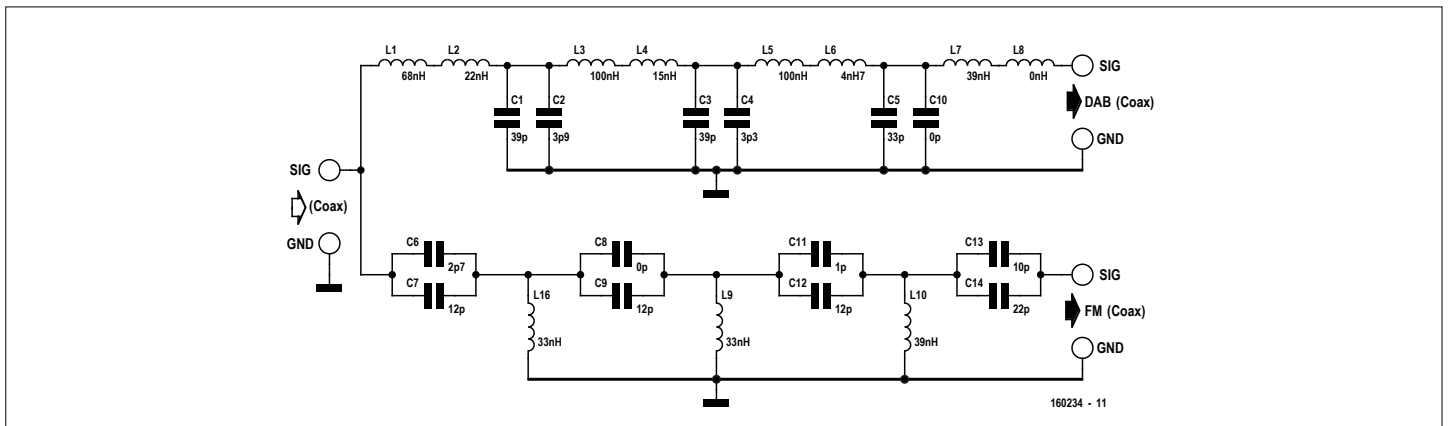 L1 L2 L3 L4 L5 L6 L7 L8
68nH 22nH 100nH 15nH 100nH 4nH7 39nH 0nH
SIG
C1 C2 C3 C4 C5 C10
DAB (Coax)
39p 3p9 39p 3p3 33p 0p
GND
SIG
(Coax)
GND
C6 C8 C11 C13
2p7 0p 1p 10p
SIG
C7 C9 C12 C14
12p 12p 12p 22p
L16 L9 L10
FM (Coax)
33nH 33nH 39nH
GND
160234 - 11